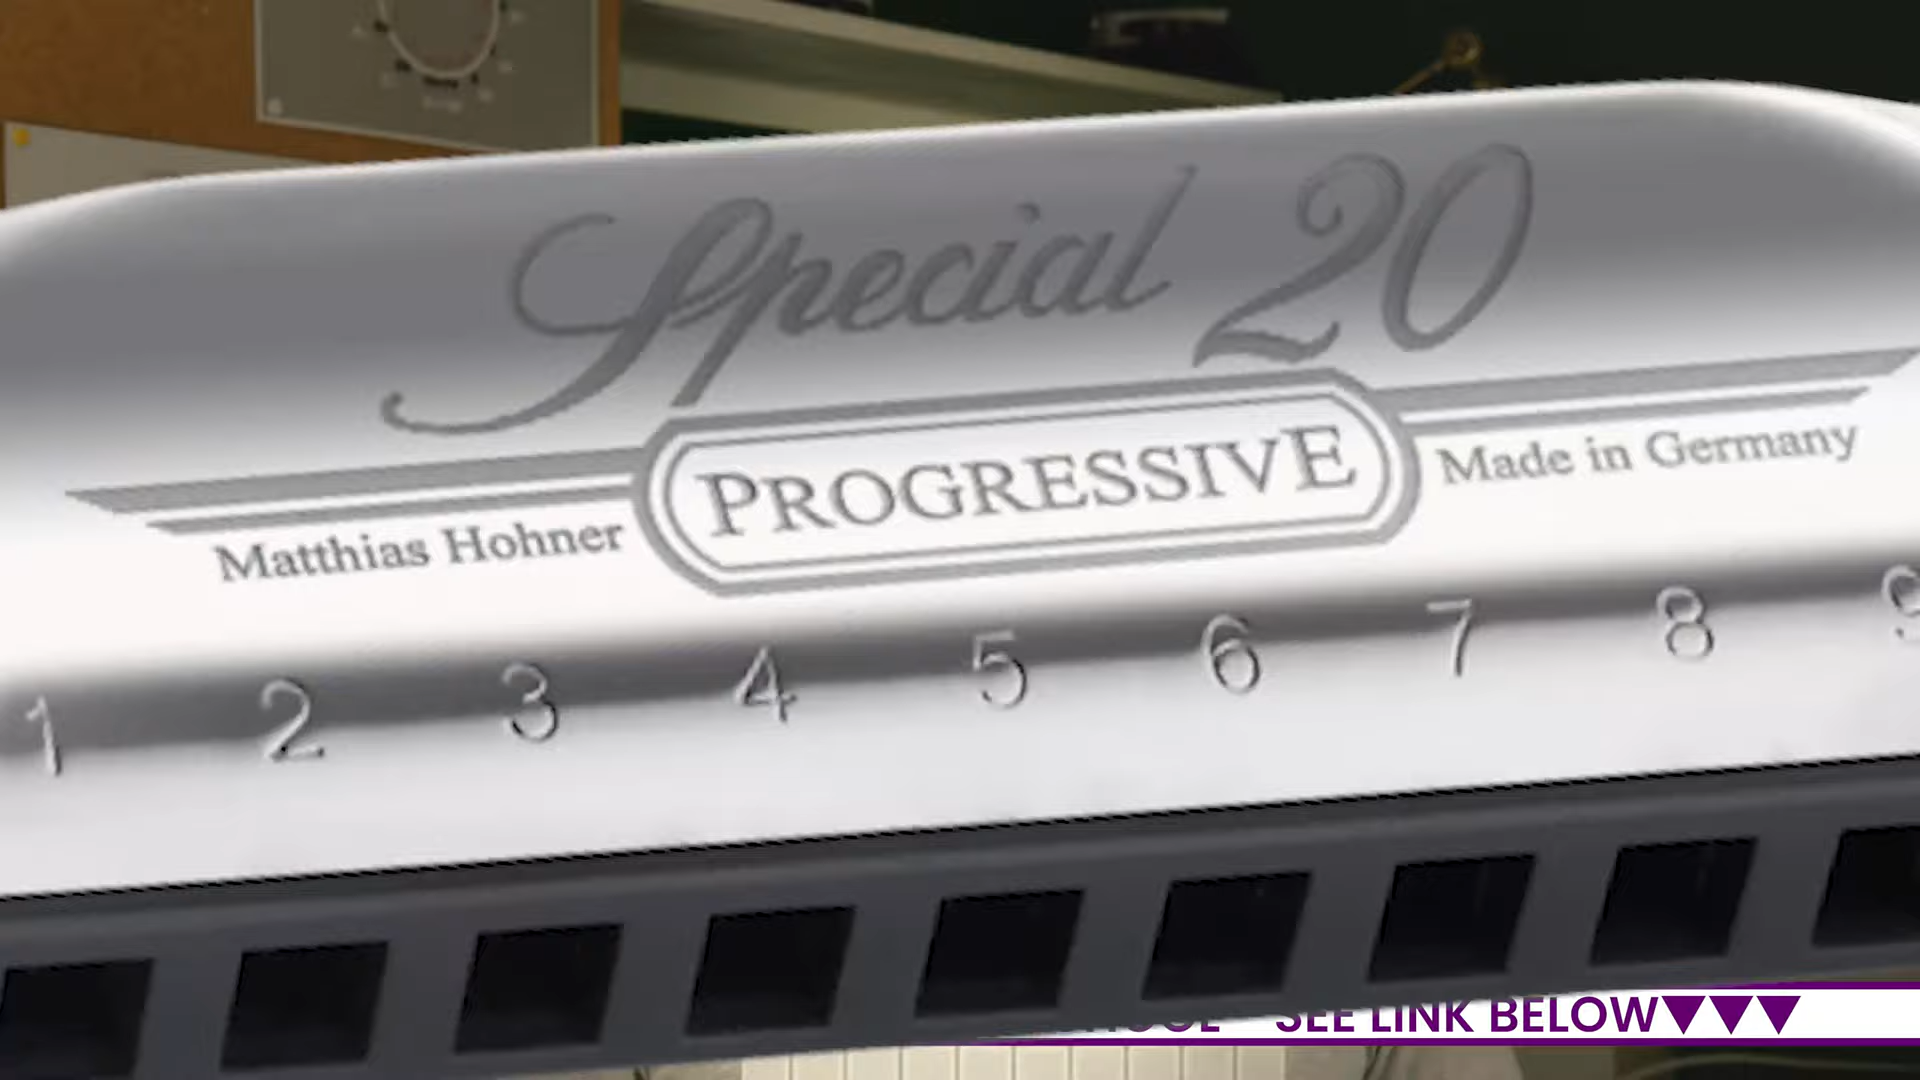 Special 20
PROGRESSIVE
Matthias Hohner
Made in Germany
1 2 3 4 5 6 7 8 9
SEE LINK BELOW▼▼▼